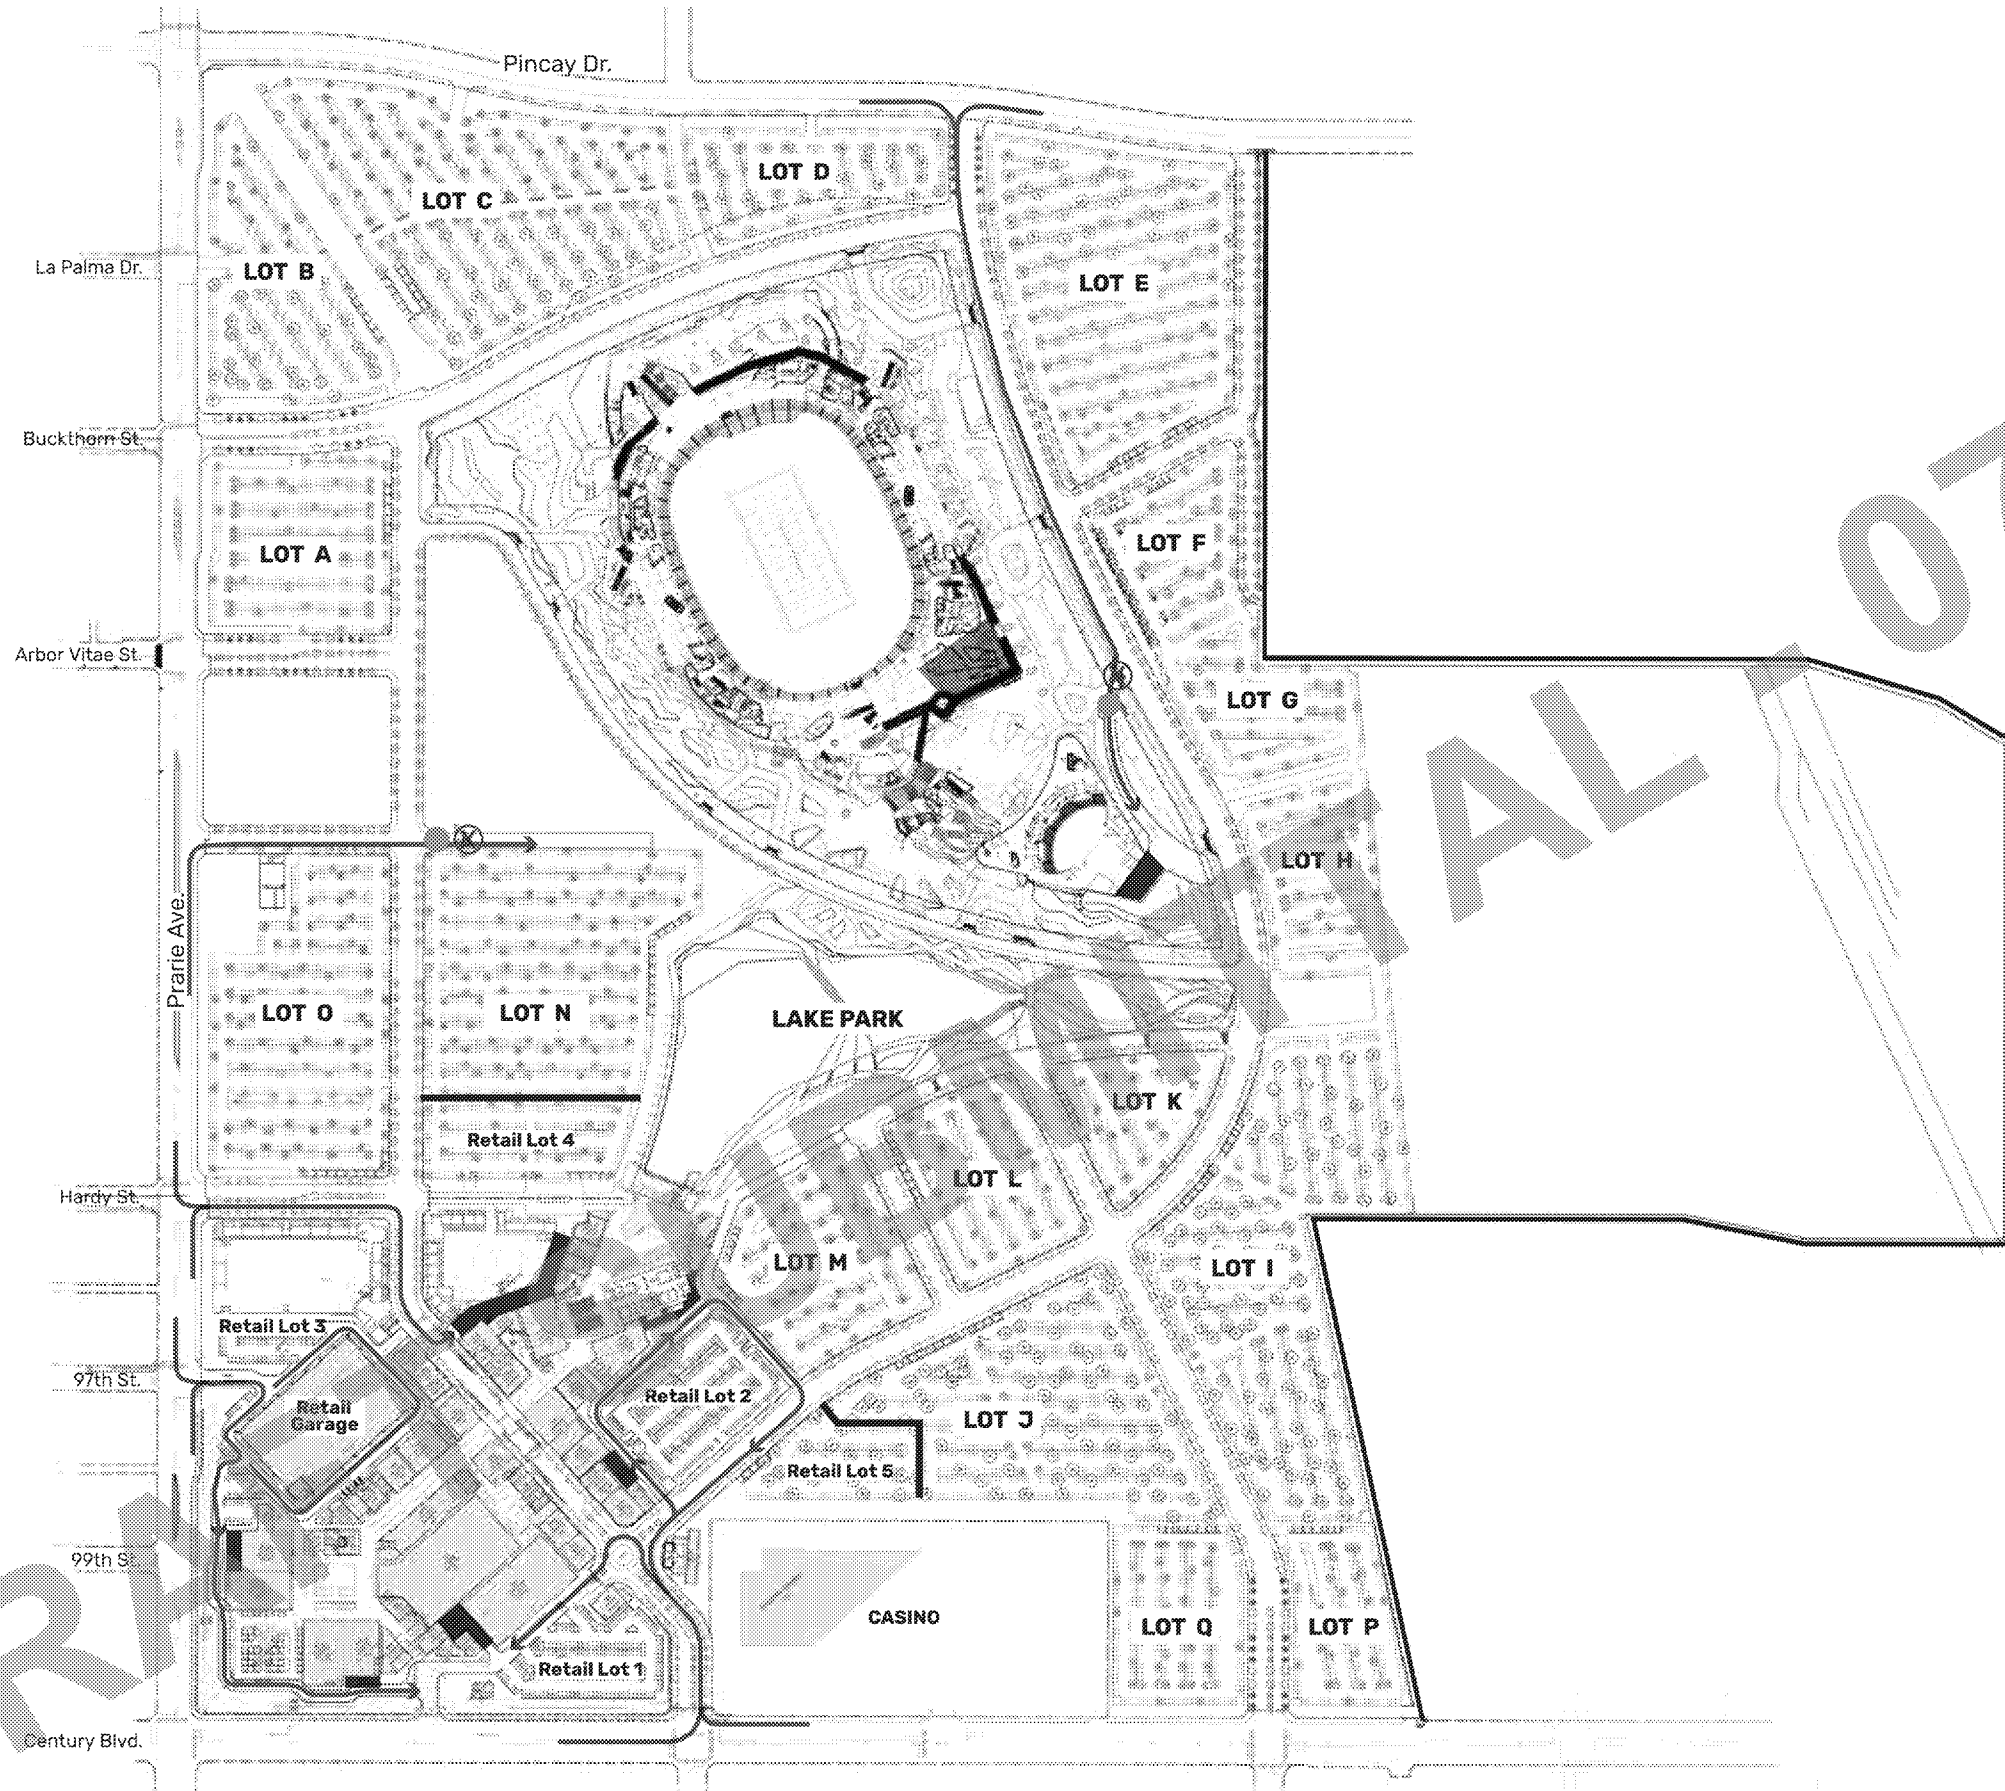 Pincay Dr.
LOT D
LOT C
La Palma Dr.
LOT B
LOT E
Buckthorn St.
LOT A
LOT F
Arbor Vitae St.
LOT G
LOT H
Prarie Ave.
LOT O
LOT N
LAKE PARK
LOT K
Retail Lot 4
LOT L
Hardy St.
LOT M
LOT I
Retail Lot 3
97th St.
Retail
Garage
Retail Lot 2
LOT J
Retail Lot 5
99th St.
CASINO
LOT Q
LOT P
Retail Lot 1
Century Blvd.